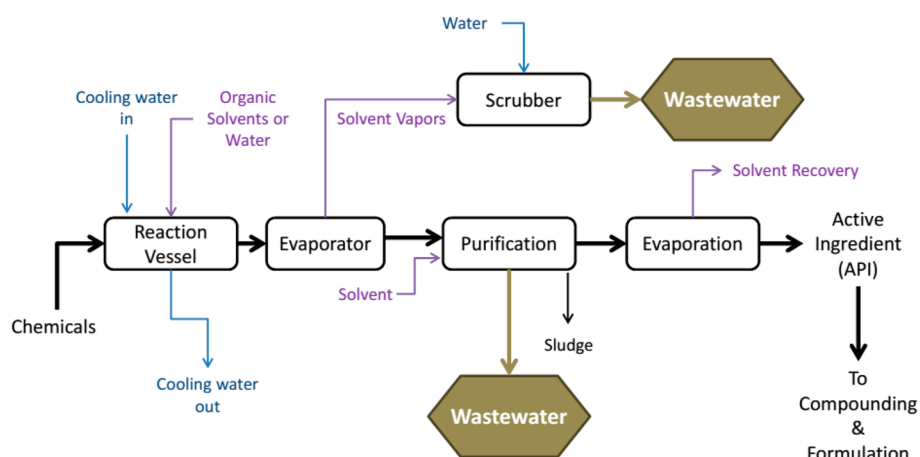 Water
Cooling water
in
Organic
Solvents or
Water
Solvent Vapors
Scrubber
Wastewater
Solvent Recovery
Reaction
Vessel
Evaporator
Purification
Evaporation
Active
Ingredient
(API)
Solvent
Chemicals
Sludge
Cooling water
out
Wastewater
To
Compounding
&
Formulation